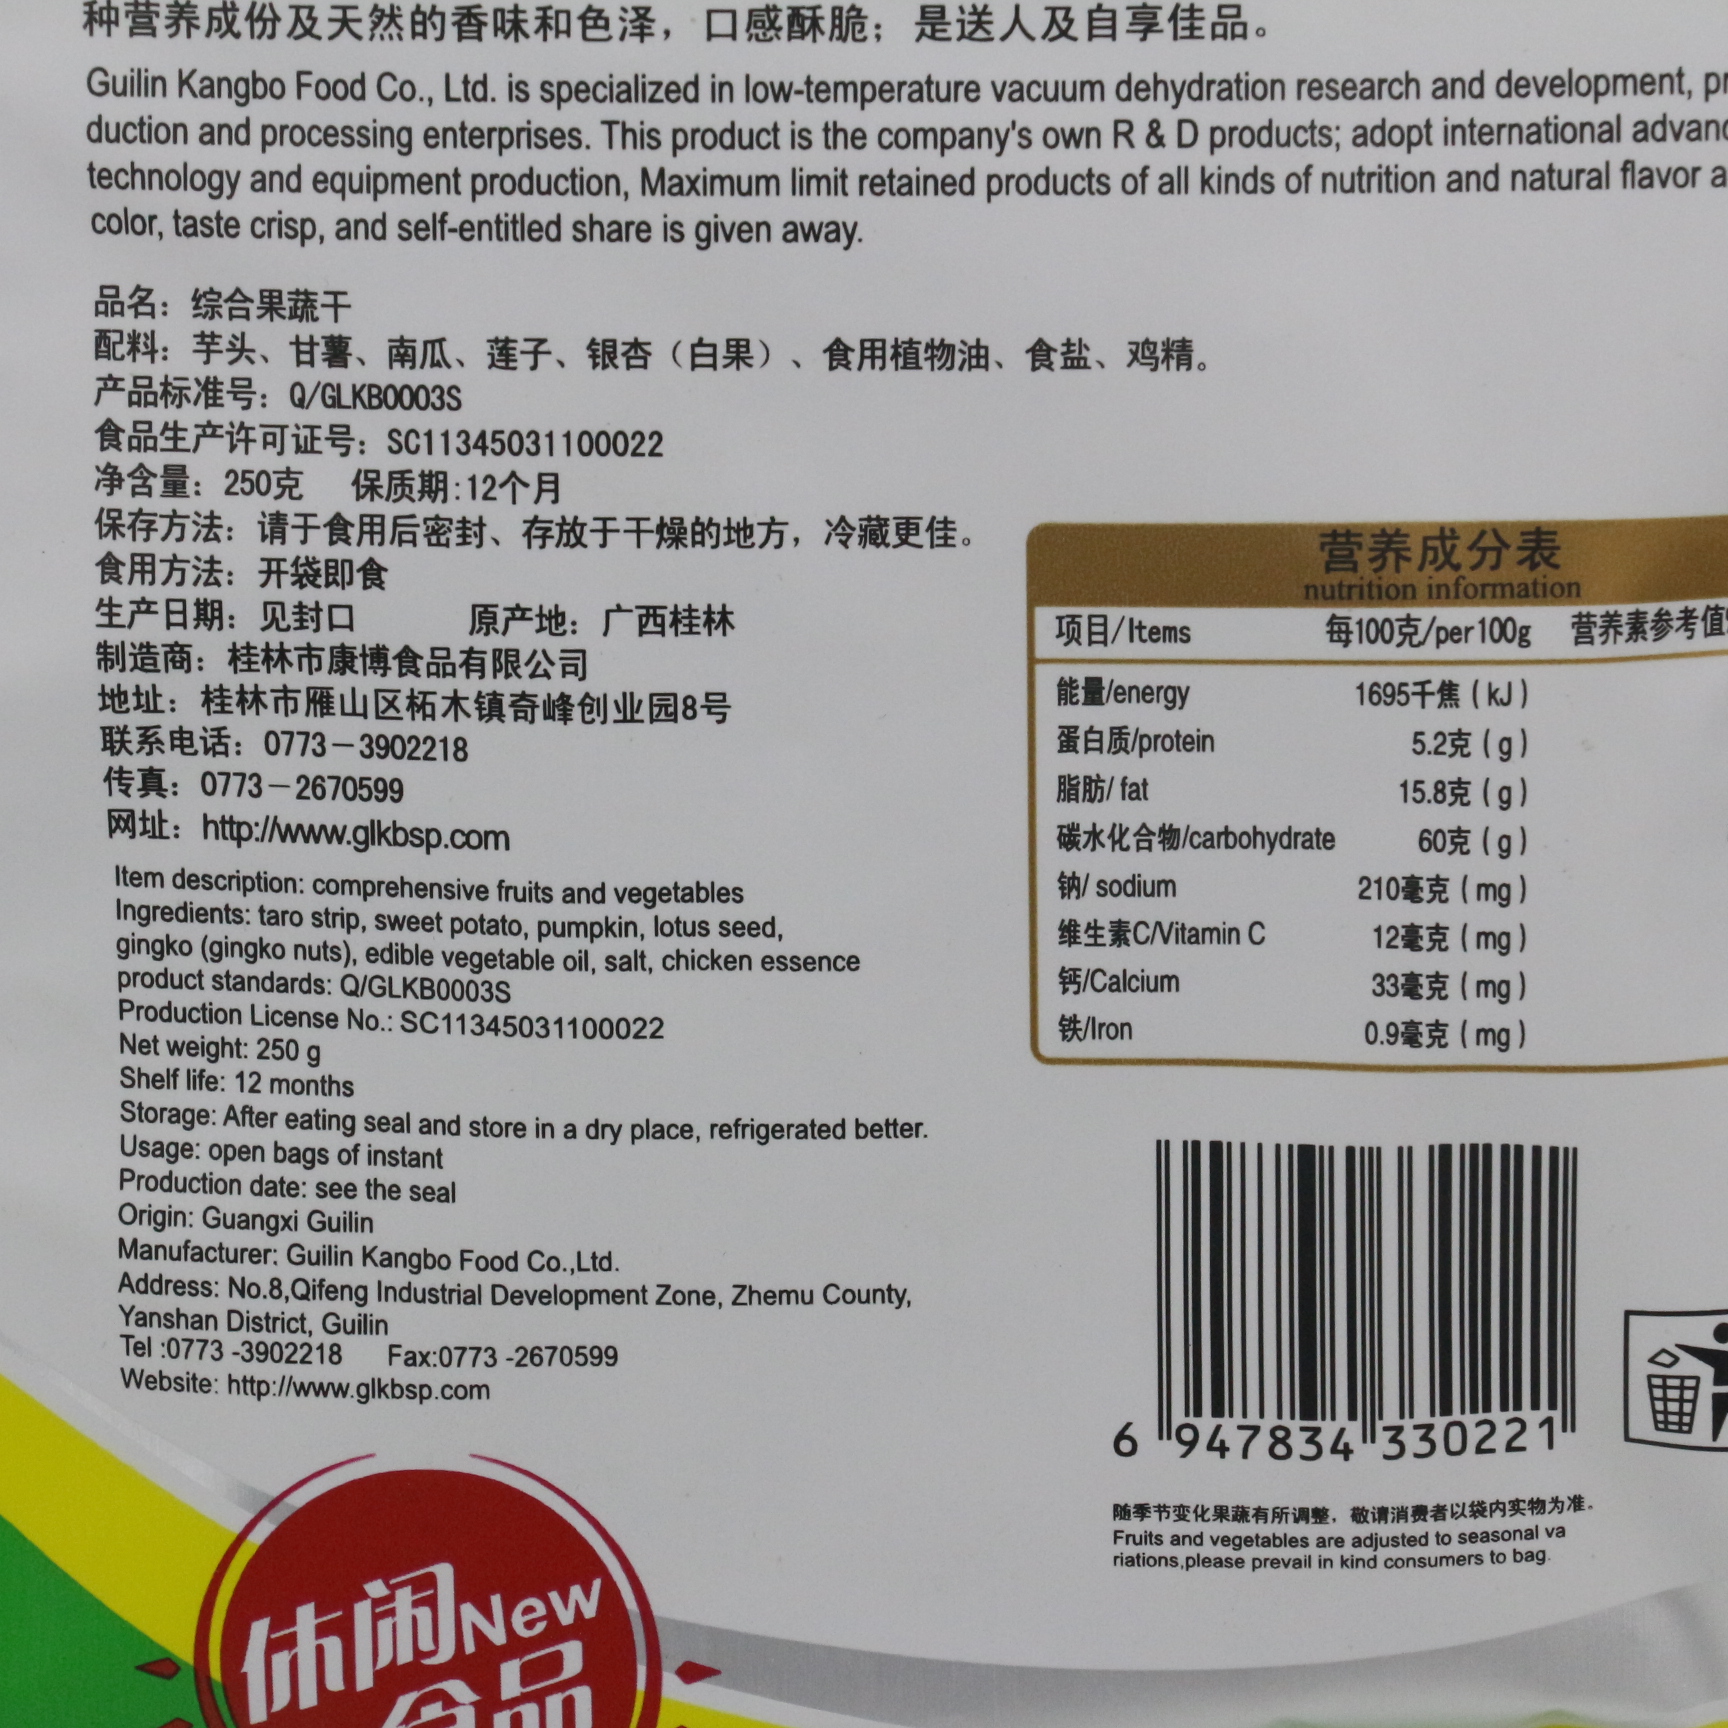 种营养成份及天然的香味和色泽，口感酥脆；是送人及自享佳品。
Guilin Kangbo Food Co., Ltd. is specialized in low-temperature vacuum dehydration research and development, pr
duction and processing enterprises. This product is the company's own R & D products; adopt international advanc
technology and equipment production, Maximum limit retained products of all kinds of nutrition and natural flavor a
color, taste crisp, and self-entitled share is given away.
品名：综合果蔬干
配料：芋头、甘薯、南瓜、莲子、银杏（白果）、食用植物油、食盐、鸡精。
产品标准号：Q/GLKB0003S
食品生产许可证号：SC11345031100022
净含量：250克 保质期:12个月
保存方法：请于食用后密封、存放于干燥的地方，冷藏更佳。
食用方法：开袋即食
生产日期：见封口 原产地：广西桂林
制造商：桂林市康博食品有限公司
地址：桂林市雁山区柘木镇奇峰创业园8号
联系电话：0773－3902218
传真：0773－2670599
网址：http://www.glkbsp.com
Item description: comprehensive fruits and vegetables
Ingredients: taro strip, sweet potato, pumpkin, lotus seed,
gingko (gingko nuts), edible vegetable oil, salt, chicken essence
product standards: Q/GLKB0003S
Production License No.: SC11345031100022
Net weight: 250 g
Shelf life: 12 months
Storage: After eating seal and store in a dry place, refrigerated better.
Usage: open bags of instant
Production date: see the seal
Origin: Guangxi Guilin
Manufacturer: Guilin Kangbo Food Co.,Ltd.
Address: No.8,Qifeng Industrial Development Zone, Zhemu County,
Yanshan District, Guilin
Tel :0773 -3902218 Fax:0773 -2670599
Website: http://www.glkbsp.com
营养成分表
nutrition information
项目/Items 每100克/per100g 营养素参考值
能量/energy 1695千焦（kJ）
蛋白质/protein 5.2克（g）
脂肪/ fat 15.8克（g）
碳水化合物/carbohydrate 60克（g）
钠/ sodium 210毫克（mg）
维生素C/Vitamin C 12毫克（mg）
钙/Calcium 33毫克（mg）
铁/Iron 0.9毫克（mg）
6 947834 330221
随季节变化果蔬有所调整，敬请消费者以袋内实物为准。
Fruits and vegetables are adjusted to seasonal va
riations,please prevail in kind consumers to bag.
休闲New
食品